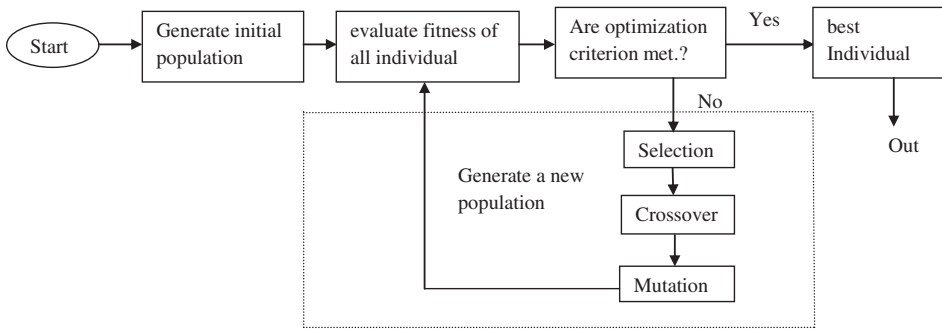 Start
Generate initial
population
evaluate fitness of
all individual
Are optimization
criterion met.?
Yes
best
Individual
No
Out
Selection
Generate a new
population
Crossover
Mutation